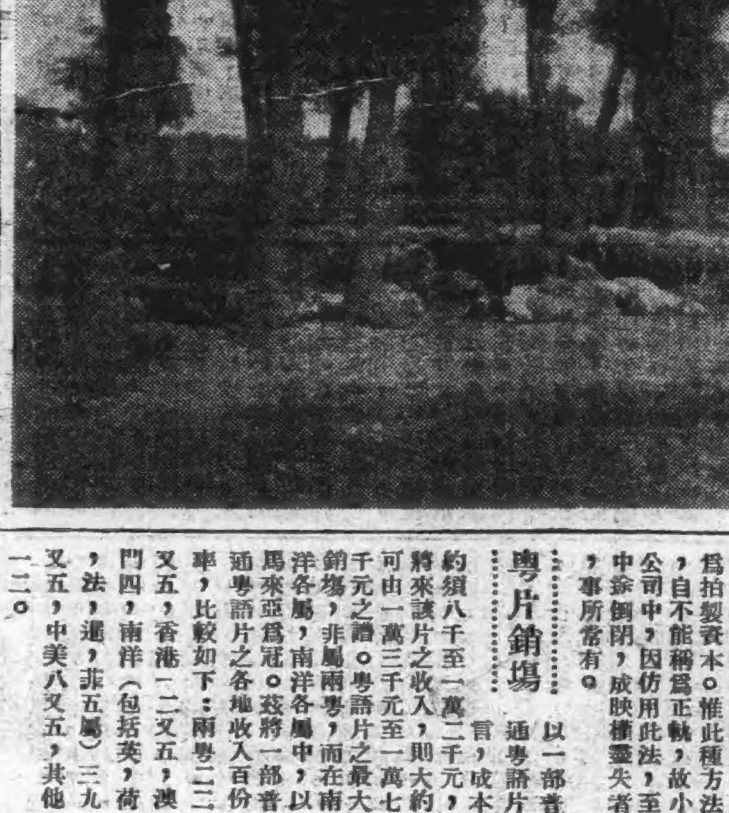 爲拍製資本。惟此種方法
，自不能稱爲正軌，故小
公司中，因仿用此法，至
中途倒閉，成映檯靈失者
，事所常有。
粵片銷塲
以一部普
通粵語片
言，成本
約須八千至一萬二千元，
將來該片之收入，則大約
可由一萬三千元至一萬七
千元之譜。粵語片之最大
銷塲，非屬兩粵，而在南
洋各屬，南洋各屬中，以
馬來亞爲冠。茲將一部普
通粵語片之各地收入百份
率，比較如下：兩粵二二
又五，香港一二又五，澳
門四，南洋（包括英，荷
，法，暹，菲五屬）三九
又五，中美八又五，其他
一二。